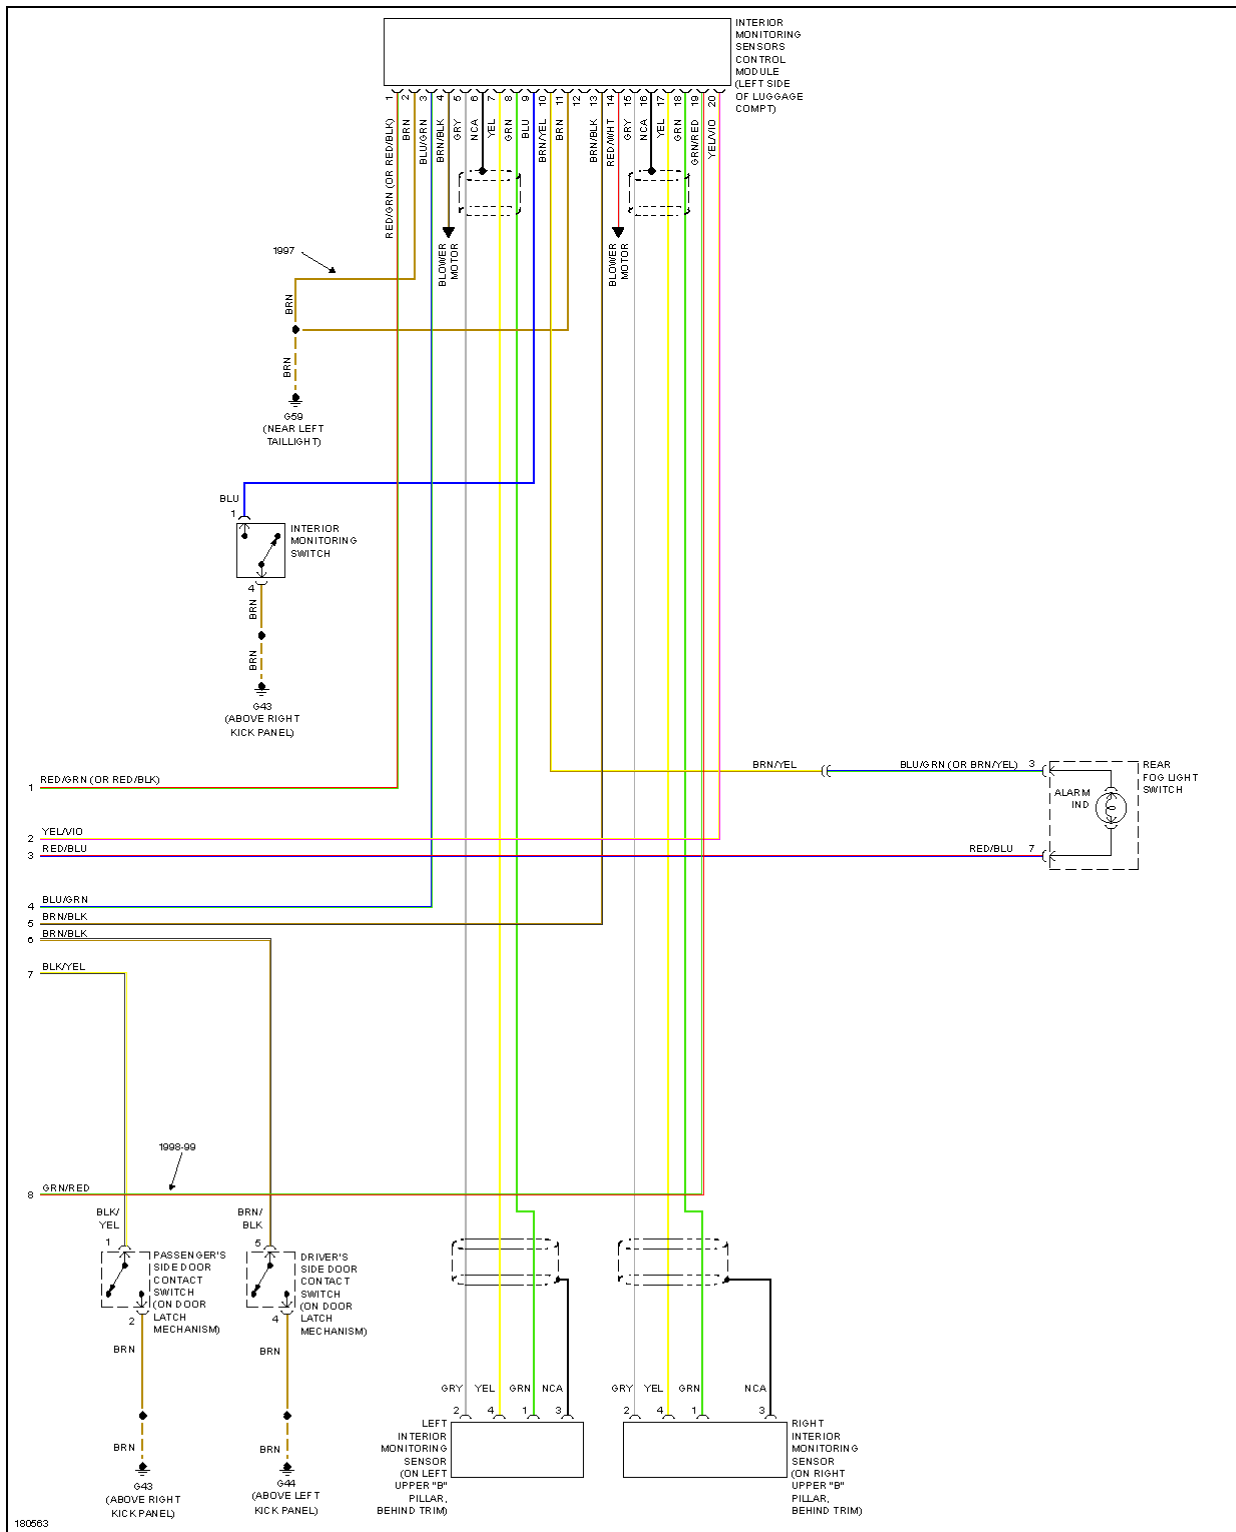 INTERIOR
MONITORING
SENSORS
CONTROL
MODULE
(LEFT SIDE
OF LUGGAGE
COMPT)
1
2
3
4
5
6
7
8
9
10
11
12
13
14
15
16
17
18
19
20
RED/GRN (OR RED/BLK)
BRN
BLU/GRN
BRN/BLK
GRY
NCA
YEL
GRN
BLU
BRN/YEL
BRN
BRN/BLK
RED/WHT
GRY
NCA
YEL
GRN
GRN/RED
YEL/VIO
BLOWER
MOTOR
BLOWER
MOTOR
1997
BRN
BRN
G59
(NEAR LEFT
TAILLIGHT)
BLU
1
INTERIOR
MONITORING
SWITCH
4
BRN
BRN
G43
(ABOVE RIGHT
KICK PANEL)
BRN/YEL
BLU/GRN (OR BRN/YEL)
3
REAR
FOG LIGHT
SWITCH
ALARM
IND
RED/BLU
7
1
RED/GRN (OR RED/BLK)
2
YEL/VIO
3
RED/BLU
4
BLU/GRN
5
BRN/BLK
6
BRN/BLK
7
BLK/YEL
1998-99
8
GRN/RED
BLK/
YEL
1
PASSENGER'S
SIDE DOOR
CONTACT
SWITCH
(ON DOOR
LATCH
MECHANISM)
2
BRN
BRN
G43
(ABOVE RIGHT
KICK PANEL)
BRN/
BLK
5
DRIVER'S
SIDE DOOR
CONTACT
SWITCH
(ON DOOR
LATCH
MECHANISM)
4
BRN
BRN
G44
(ABOVE LEFT
KICK PANEL)
GRY
YEL
GRN
NCA
2
4
1
3
LEFT
INTERIOR
MONITORING
SENSOR
(ON LEFT
UPPER "B"
PILLAR,
BEHIND TRIM)
GRY
YEL
GRN
NCA
2
4
1
3
RIGHT
INTERIOR
MONITORING
SENSOR
(ON RIGHT
UPPER "B"
PILLAR,
BEHIND TRIM)
180563